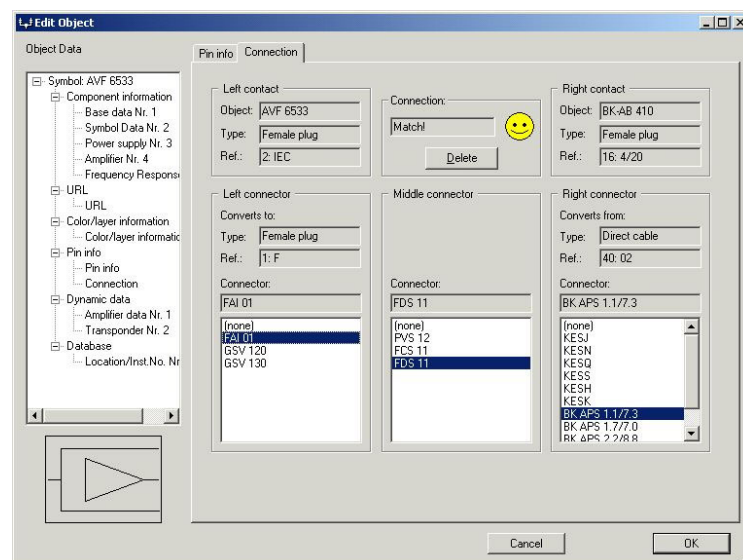 Edit Object
Object Data
Symbol: AVF 6533
Component information
Base data Nr. 1
Symbol Data Nr. 2
Power supply Nr. 3
Amplifier Nr. 4
Frequency Respons
URL
URL
Color/layer information
Color/layer informatic
Pin info
Pin info
Connection
Dynamic data
Amplifier data Nr. 1
Transponder Nr. 2
Database
Location/Inst.No. Nr
Pin info Connection
Left contact
Object: AVF 6533
Type: Female plug
Ref.: 2: IEC
Connection:
Match!
Delete
Right contact
Object: BK-AB 410
Type: Female plug
Ref.: 16: 4/20
Left connector
Converts to:
Type: Female plug
Ref.: 1: F
Connector:
FAI 01
(none)
FAI 01
GSV 120
GSV 130
Middle connector
Connector:
FDS 11
(none)
PVS 12
FCS 11
FDS 11
Right connector
Converts from:
Type: Direct cable
Ref.: 40: 02
Connector:
BK APS 1.1/7.3
(none)
KESJ
KESN
KESQ
KESS
KESH
KESK
BK APS 1.1/7.3
BK APS 1.7/7.0
BK APS 2.2/8.8
Cancel
OK